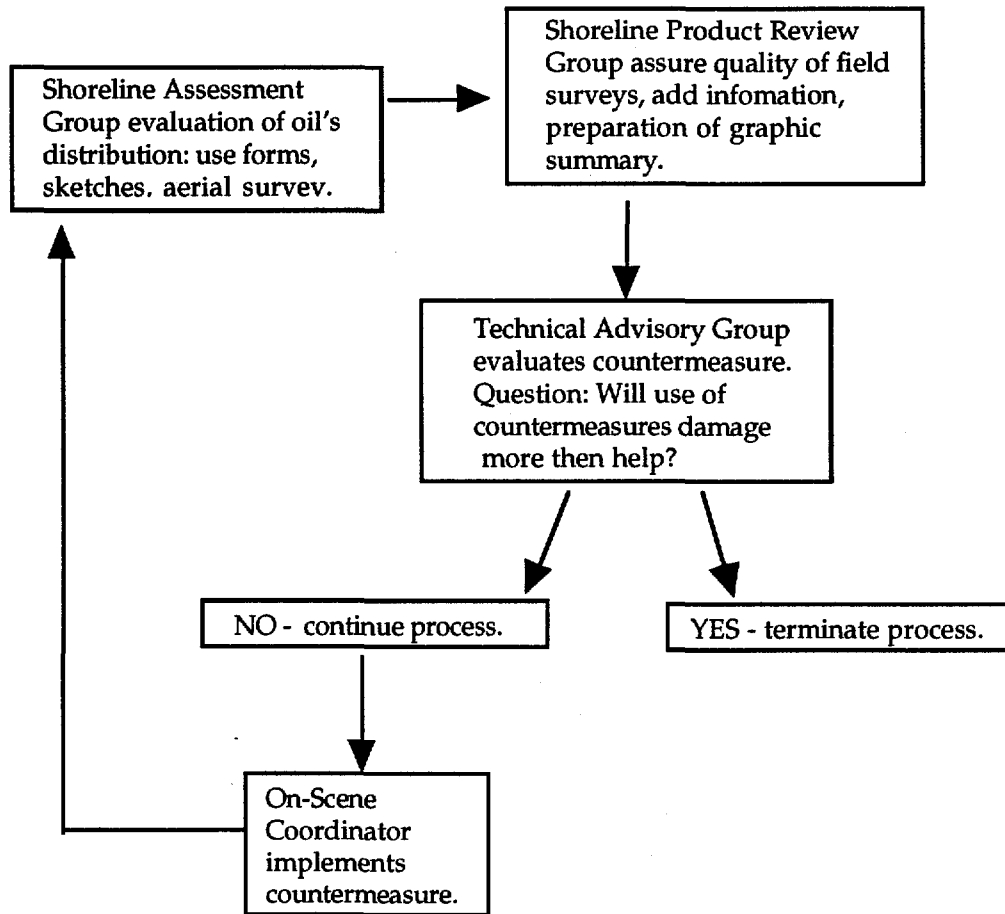 Shoreline Assessment
Group evaluation of oil's
distribution: use forms,
sketches. aerial survev.
Shoreline Product Review
Group assure quality of field
surveys, add infomation,
preparation of graphic
summary.
Technical Advisory Group
evaluates countermeasure.
Question: Will use of
countermeasures damage
more then help?
NO - continue process.
YES - terminate process.
On-Scene
Coordinator
implements
countermeasure.